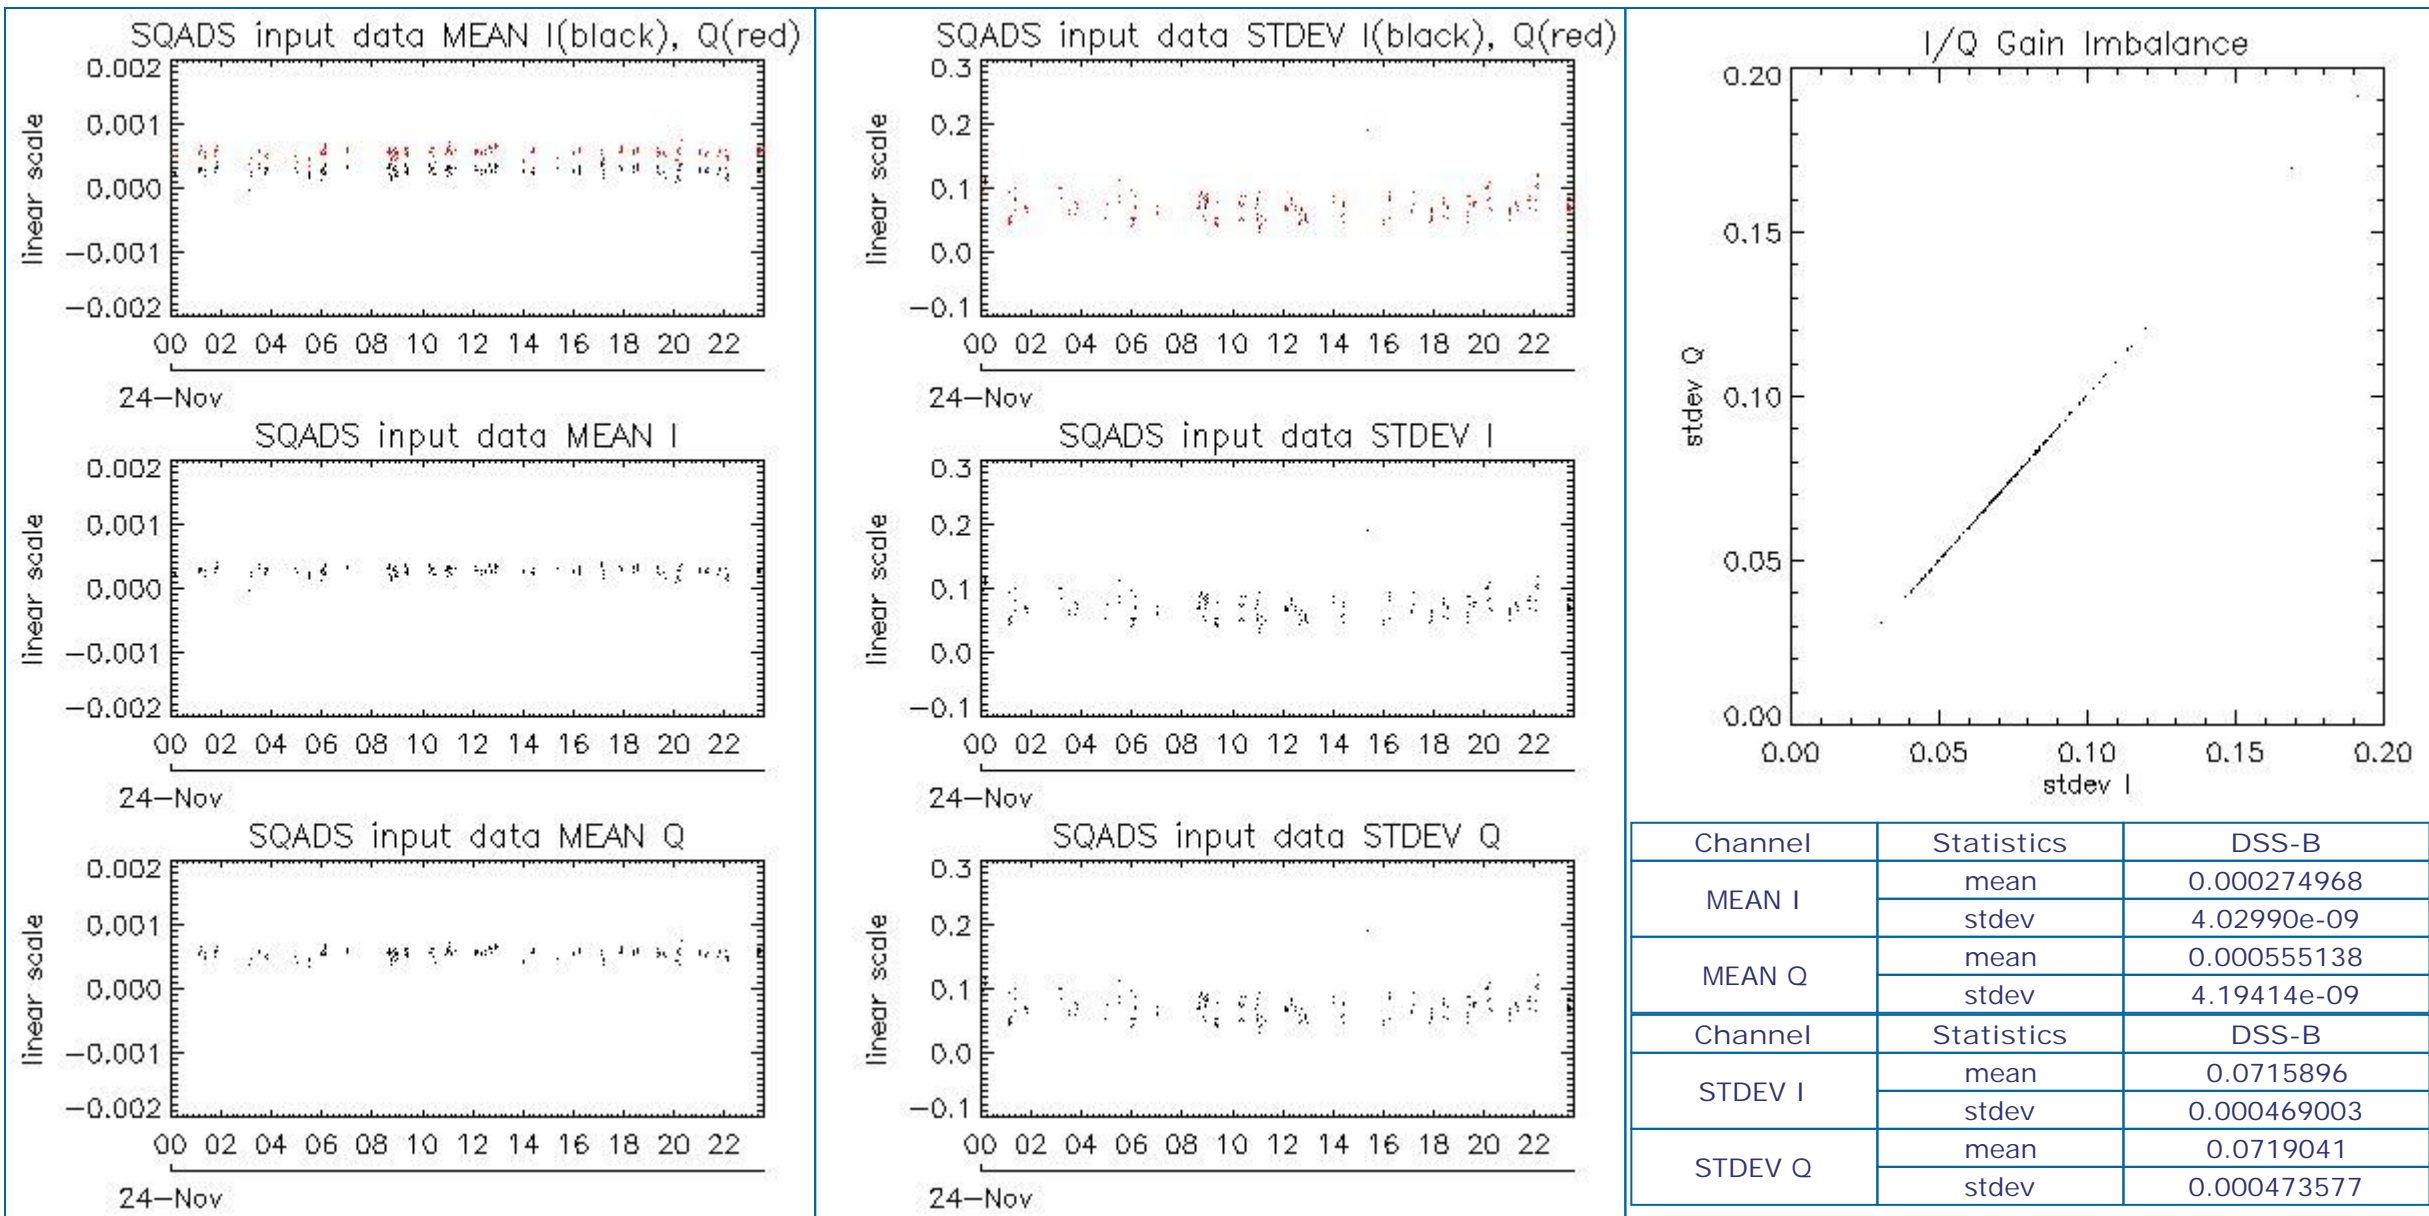 SQADS input data MEAN I(black), Q(red)
linear scale
0.002
0.001
0.000
−0.001
−0.002
00 02 04 06 08 10 12 14 16 18 20 22
24−Nov
SQADS input data MEAN I
linear scale
0.002
0.001
0.000
−0.001
−0.002
00 02 04 06 08 10 12 14 16 18 20 22
24−Nov
SQADS input data MEAN Q
linear scale
0.002
0.001
0.000
−0.001
−0.002
00 02 04 06 08 10 12 14 16 18 20 22
24−Nov
SQADS input data STDEV I(black), Q(red)
linear scale
0.3
0.2
0.1
0.0
−0.1
00 02 04 06 08 10 12 14 16 18 20 22
24−Nov
SQADS input data STDEV I
linear scale
0.3
0.2
0.1
0.0
−0.1
00 02 04 06 08 10 12 14 16 18 20 22
24−Nov
SQADS input data STDEV Q
linear scale
0.3
0.2
0.1
0.0
−0.1
00 02 04 06 08 10 12 14 16 18 20 22
24−Nov
I/Q Gain Imbalance
stdev Q
0.20
0.15
0.10
0.05
0.00
0.00 0.05 0.10 0.15 0.20
stdev I
Channel Statistics DSS-B
MEAN I mean 0.000274968
stdev 4.02990e-09
MEAN Q mean 0.000555138
stdev 4.19414e-09
Channel Statistics DSS-B
STDEV I mean 0.0715896
stdev 0.000469003
STDEV Q mean 0.0719041
stdev 0.000473577